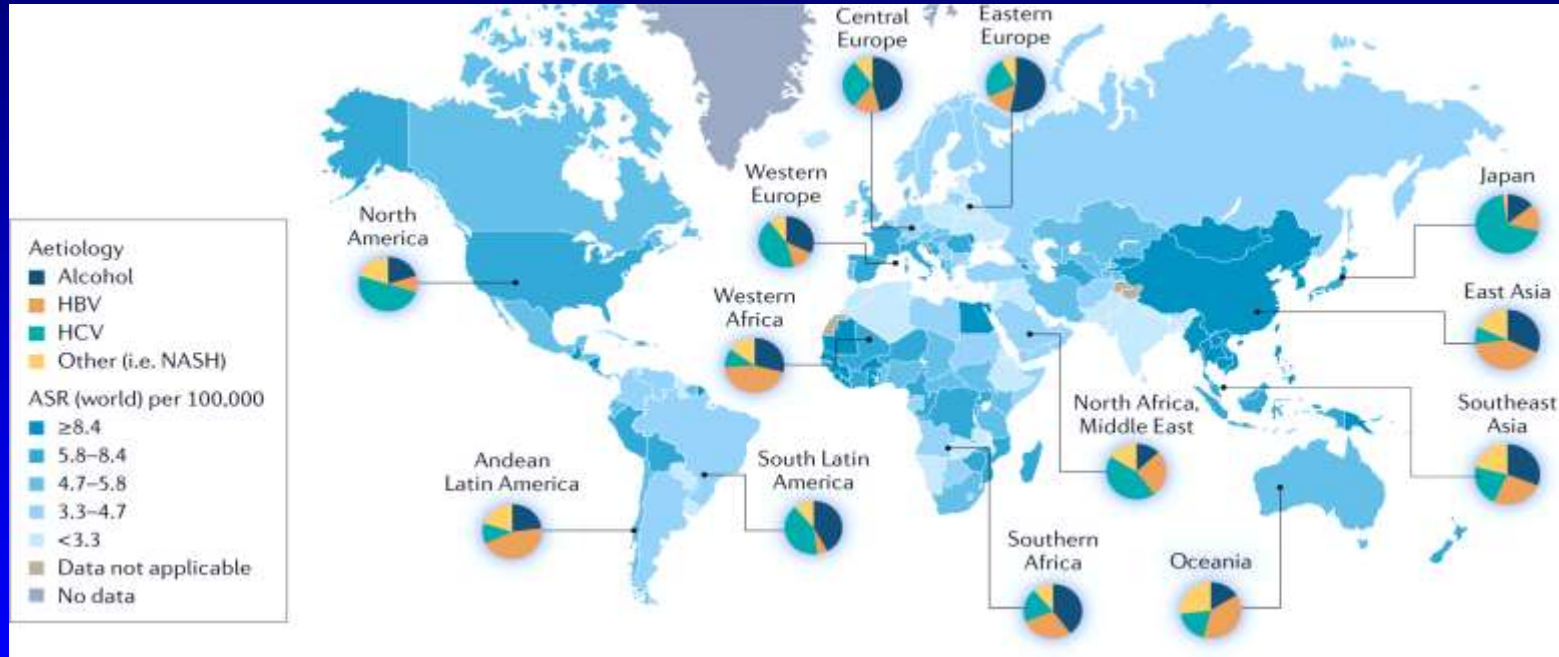 Central
Europe
Eastern
Europe
Western
Europe
Japan
North
America
Aetiology
Alcohol
HBV
HCV
Other (i.e. NASH)
ASR (world) per 100,000
≥8.4
5.8–8.4
4.7–5.8
3.3–4.7
<3.3
Data not applicable
No data
Western
Africa
East Asia
North Africa,
Middle East
Southeast
Asia
Andean
Latin America
South Latin
America
Southern
Africa
Oceania